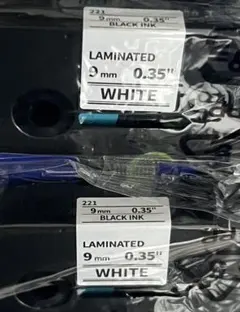 221
9mm 0.35"
BLACK INK
LAMINATED
9mm 0.35"
WHITE
221
9mm 0.35"
BLACK INK
LAMINATED
9mm 0.35"
WHITE